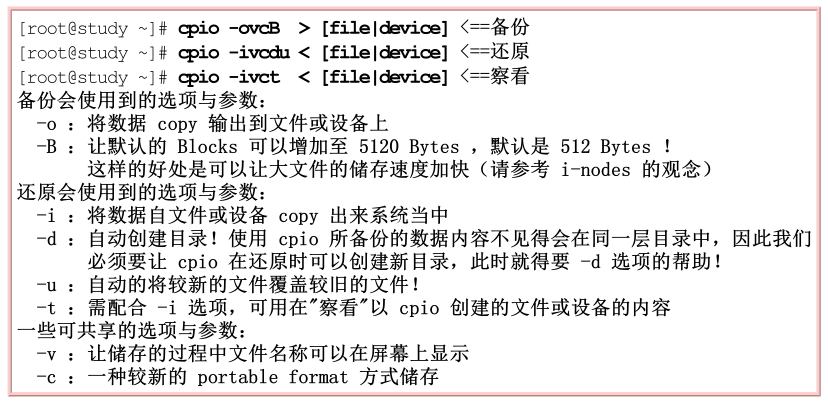 [root@study ~]# cpio -ovcB  > [file|device] <==备份
[root@study ~]# cpio -ivcdu < [file|device] <==还原
[root@study ~]# cpio -ivct  < [file|device] <==察看
备份会使用到的选项与参数：
  -o ：将数据 copy 输出到文件或设备上
  -B ：让默认的 Blocks 可以增加至 5120 Bytes ，默认是 512 Bytes ！
       这样的好处是可以让大文件的储存速度加快（请参考 i-nodes 的观念）
还原会使用到的选项与参数：
  -i ：将数据自文件或设备 copy 出来系统当中
  -d ：自动创建目录！使用 cpio 所备份的数据内容不见得会在同一层目录中，因此我们
       必须要让 cpio 在还原时可以创建新目录，此时就得要 -d 选项的帮助！
  -u ：自动的将较新的文件覆盖较旧的文件！
  -t ：需配合 -i 选项，可用在"察看"以 cpio 创建的文件或设备的内容
一些可共享的选项与参数：
  -v ：让储存的过程中文件名称可以在屏幕上显示
  -c ：一种较新的 portable format 方式储存